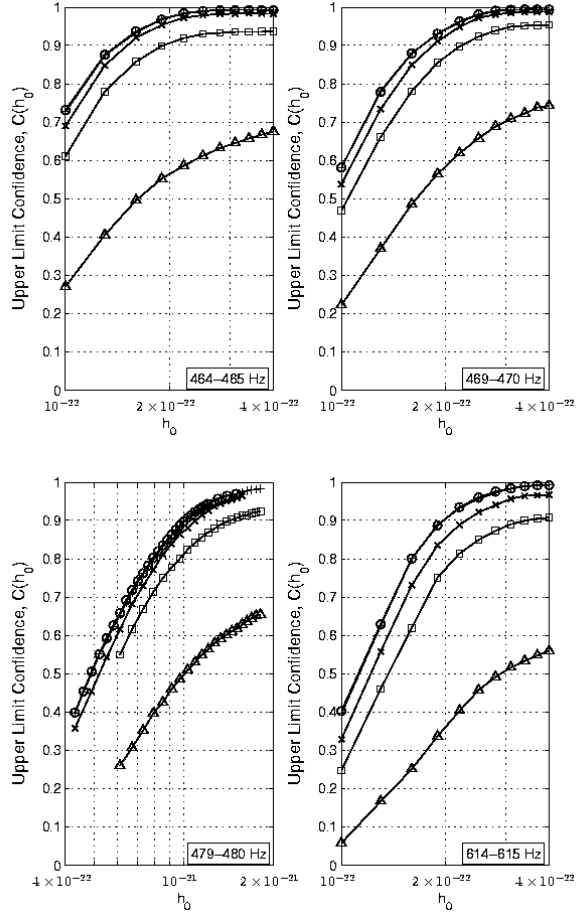 1
0.9
0.8
0.7
0.6
0.5
0.4
0.3
0.2
0.1
0
Upper Limit Confidence, C(h₀)
464–465 Hz
10⁻²² 2×10⁻²² 4×10⁻²²
h₀
1
0.9
0.8
0.7
0.6
0.5
0.4
0.3
0.2
0.1
0
Upper Limit Confidence, C(h₀)
469–470 Hz
10⁻²² 2×10⁻²² 4×10⁻²²
h₀
1
0.9
0.8
0.7
0.6
0.5
0.4
0.3
0.2
0.1
0
Upper Limit Confidence, C(h₀)
479–480 Hz
4×10⁻²² 10⁻²¹ 2×10⁻²¹
h₀
1
0.9
0.8
0.7
0.6
0.5
0.4
0.3
0.2
0.1
0
Upper Limit Confidence, C(h₀)
614–615 Hz
10⁻²² 2×10⁻²² 4×10⁻²²
h₀